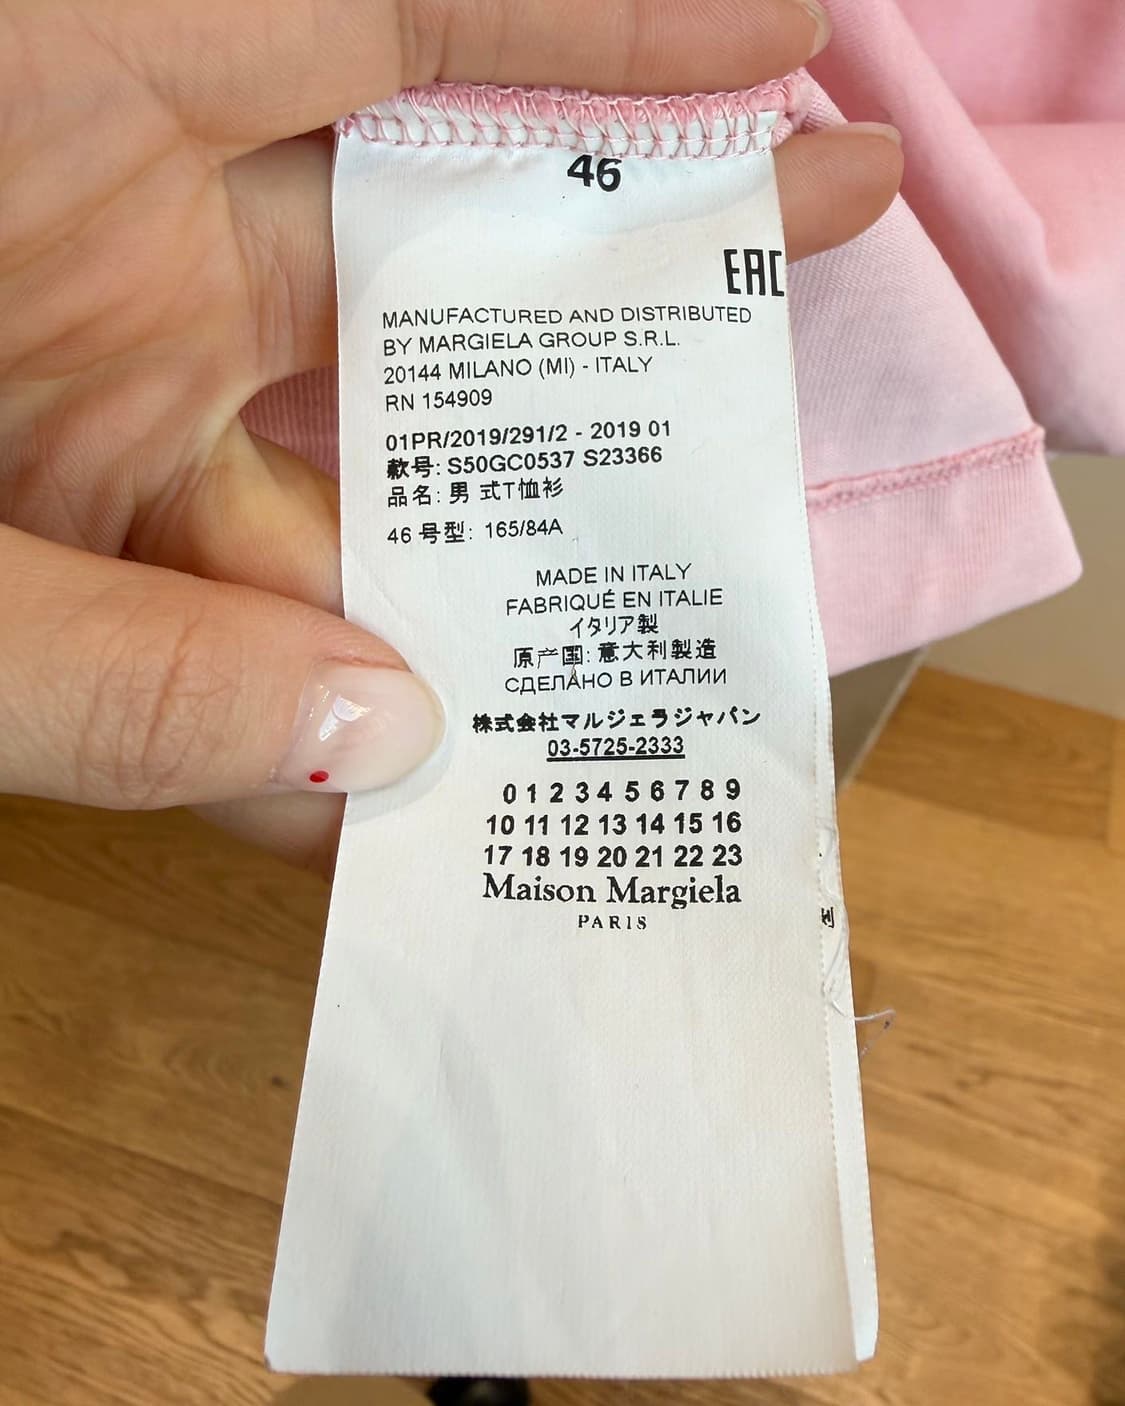 46
EAC
MANUFACTURED AND DISTRIBUTED
BY MARGIELA GROUP S.R.L.
20144 MILANO (MI) - ITALY
RN 154909
01PR/2019/291/2 - 2019 01
款号: S50GC0537 S23366
品名: 男 式T恤衫
46 号型: 165/84A
MADE IN ITALY
FABRIQUÉ EN ITALIE
イタリア製
原产国: 意大利製造
СДЕЛАНО В ИТАЛИИ
株式会社マルジェラジャパン
03-5725-2333
0 1 2 3 4 5 6 7 8 9
10 11 12 13 14 15 16
17 18 19 20 21 22 23
Maison Margiela
PARIS